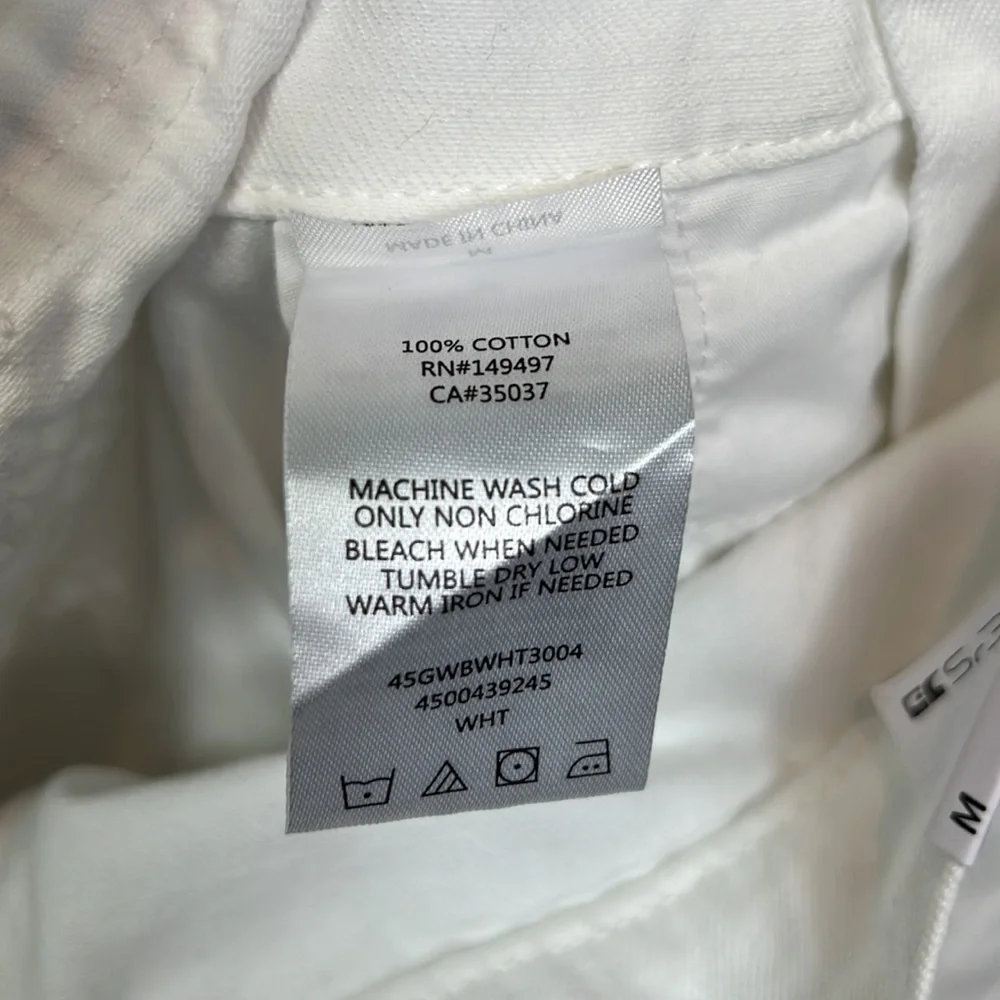 MADE IN CHINA
M
100% COTTON
RN#149497
CA#35037
MACHINE WASH COLD
ONLY NON CHLORINE
BLEACH WHEN NEEDED
TUMBLE DRY LOW
WARM IRON IF NEEDED
45GWBWHT3004
4500439245
WHT
M